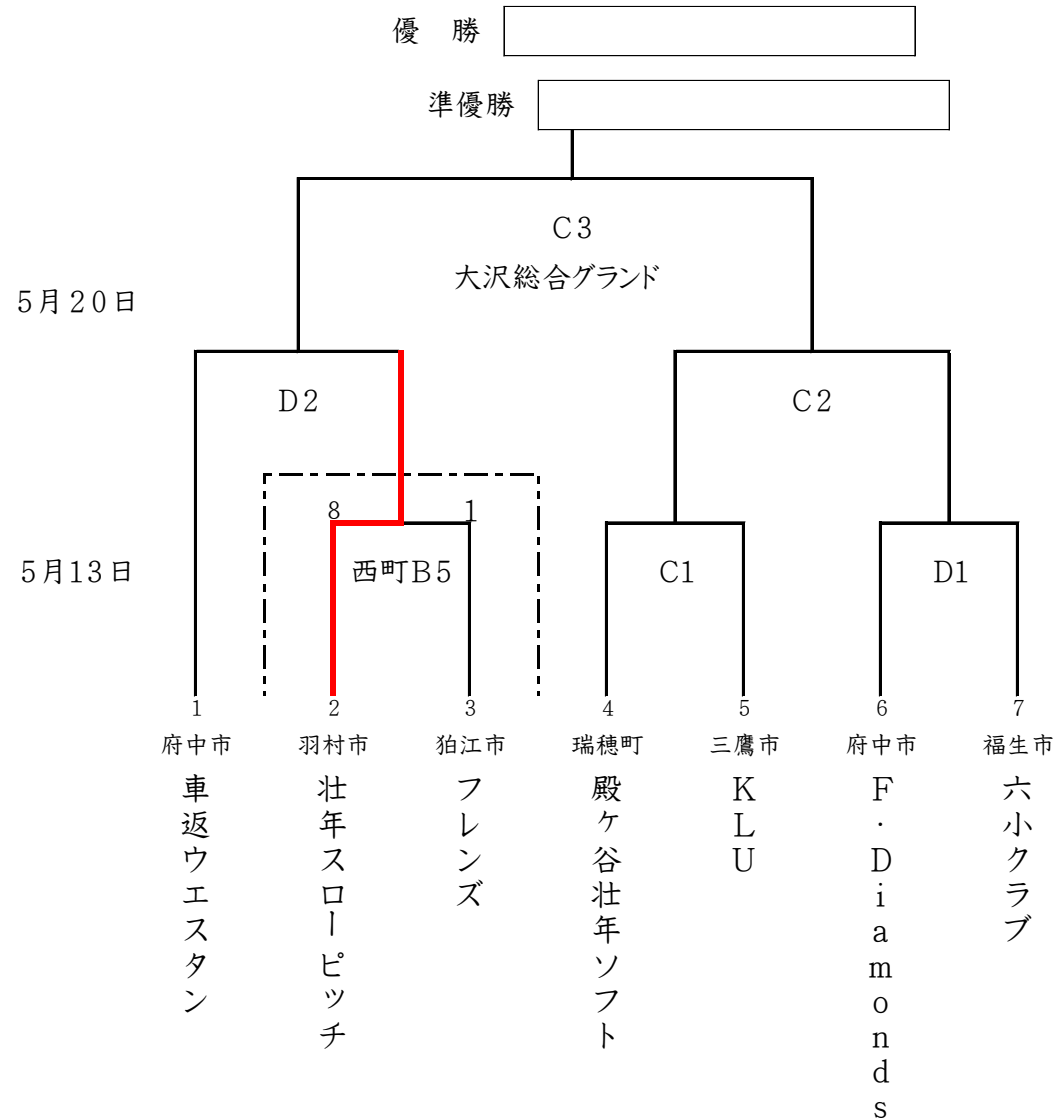 優　勝
準優勝
C3
大沢総合グランド
5月20日
D2
C2
8
1
5月13日
西町B5
C1
D1
1
2
3
4
5
6
7
府中市
羽村市
狛江市
瑞穂町
三鷹市
府中市
福生市
車返ウエスタン
壮年スローピッチ
フレンズ
殿ケ谷壮年ソフト
KLU
F・Diamonds
六小クラブ